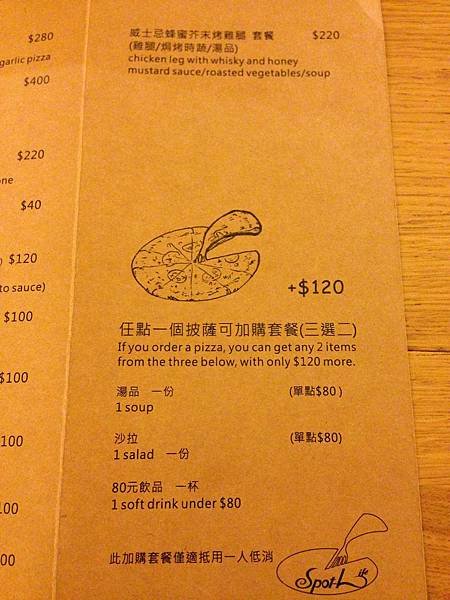 $280
garlic pizza
$400
$220
one
$40
$120
to sauce)
$100
$100
100
100
00
威士忌蜂蜜芥末烤雞腿 套餐 $220
(雞腿/焗烤時蔬/湯品)
chicken leg with whisky and honey
mustard sauce/roasted vegetables/soup
+$120
任點一個披薩可加購套餐(三選二)
If you order a pizza, you can get any 2 items
from the three below, with only $120 more.
湯品 一份 (單點$80)
1 soup
沙拉 (單點$80)
1 salad 一份
80元飲品 一杯
1 soft drink under $80
此加購套餐僅適抵用一人低消
Spot Life